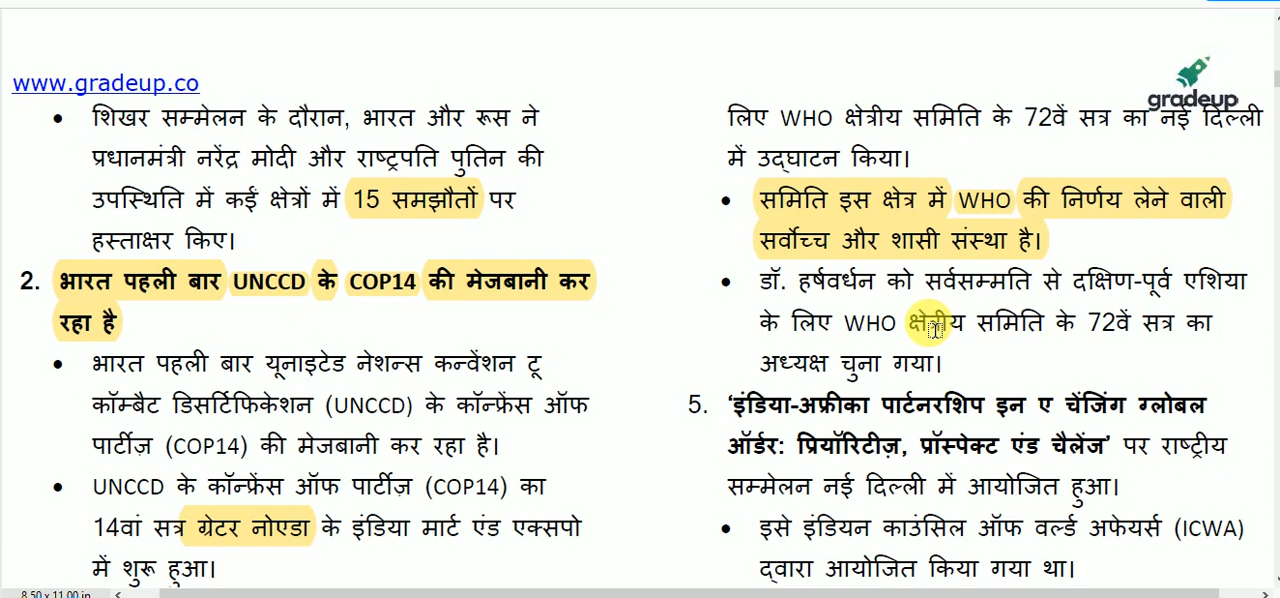 www.gradeup.co
gradeup
• शिखर सम्मेलन के दौरान, भारत और रूस ने
प्रधानमंत्री नरेंद्र मोदी और राष्ट्रपति पुतिन की
उपस्थिति में कई क्षेत्रों में 15 समझौतों पर
हस्ताक्षर किए।
2. भारत पहली बार UNCCD के COP14 की मेजबानी कर
रहा है
• भारत पहली बार यूनाइटेड नेशन्स कन्वेंशन टू
कॉम्बैट डिसर्टिफिकेशन (UNCCD) के कॉन्फ्रेंस ऑफ
पार्टीज़ (COP14) की मेजबानी कर रहा है।
• UNCCD के कॉन्फ्रेंस ऑफ पार्टीज़ (COP14) का
14वां सत्र ग्रेटर नोएडा के इंडिया मार्ट एंड एक्सपो
में शुरू हुआ।
लिए WHO क्षेत्रीय समिति के 72वें सत्र का नई दिल्ली
में उद्घाटन किया।
• समिति इस क्षेत्र में WHO की निर्णय लेने वाली
सर्वोच्च और शासी संस्था है।
• डॉ. हर्षवर्धन को सर्वसम्मति से दक्षिण-पूर्व एशिया
के लिए WHO क्षेत्रीय समिति के 72वें सत्र का
अध्यक्ष चुना गया।
5. ‘इंडिया-अफ्रीका पार्टनरशिप इन ए चेंजिंग ग्लोबल
ऑर्डर: प्रियॉरिटीज़, प्रॉस्पेक्ट एंड चैलेंज’ पर राष्ट्रीय
सम्मेलन नई दिल्ली में आयोजित हुआ।
• इसे इंडियन काउंसिल ऑफ वर्ल्ड अफेयर्स (ICWA)
द्वारा आयोजित किया गया था।
8.50 x 11.00 in